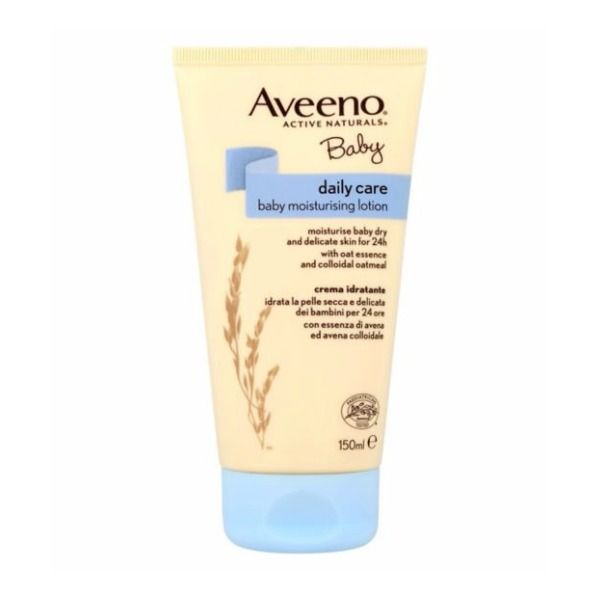 Aveeno®
ACTIVE NATURALS®
Baby
daily care
baby moisturising lotion
moisturise baby dry
and delicate skin for 24h
with oat essence
and colloidal oatmeal
crema idratante
idrata la pelle secca e delicata
dei bambini per 24 ore
con essenza di avena
ed avena colloidale
150ml ℮